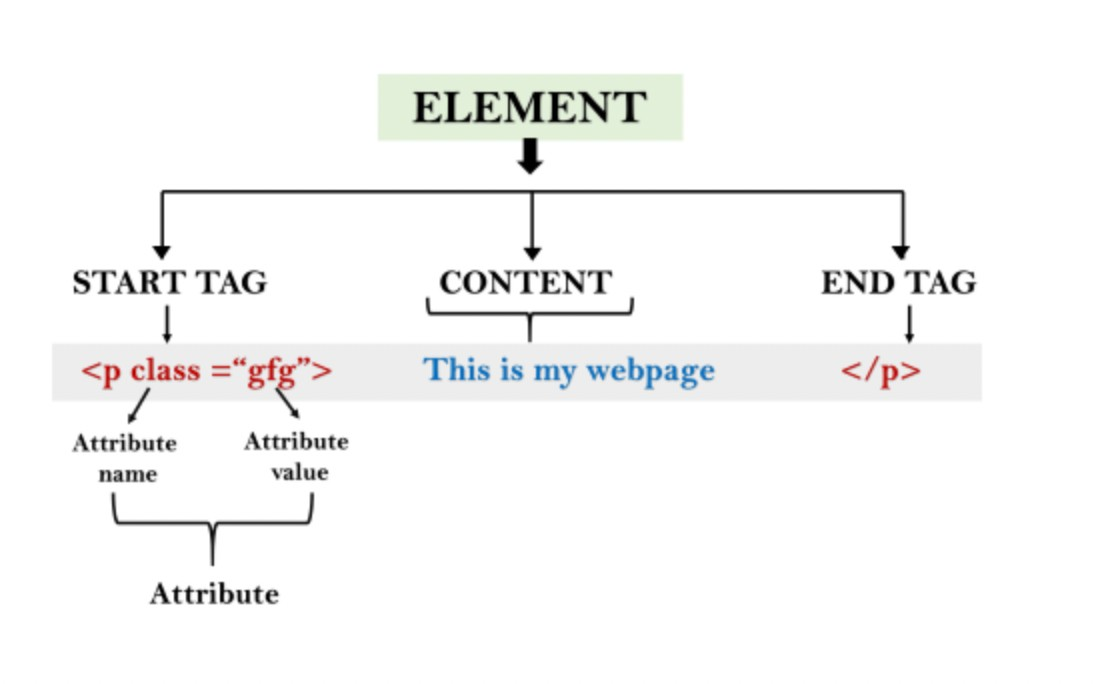 ELEMENT
START TAG
CONTENT
END TAG
<p class =“gfg”>
This is my webpage
</p>
Attribute
name
Attribute
value
Attribute